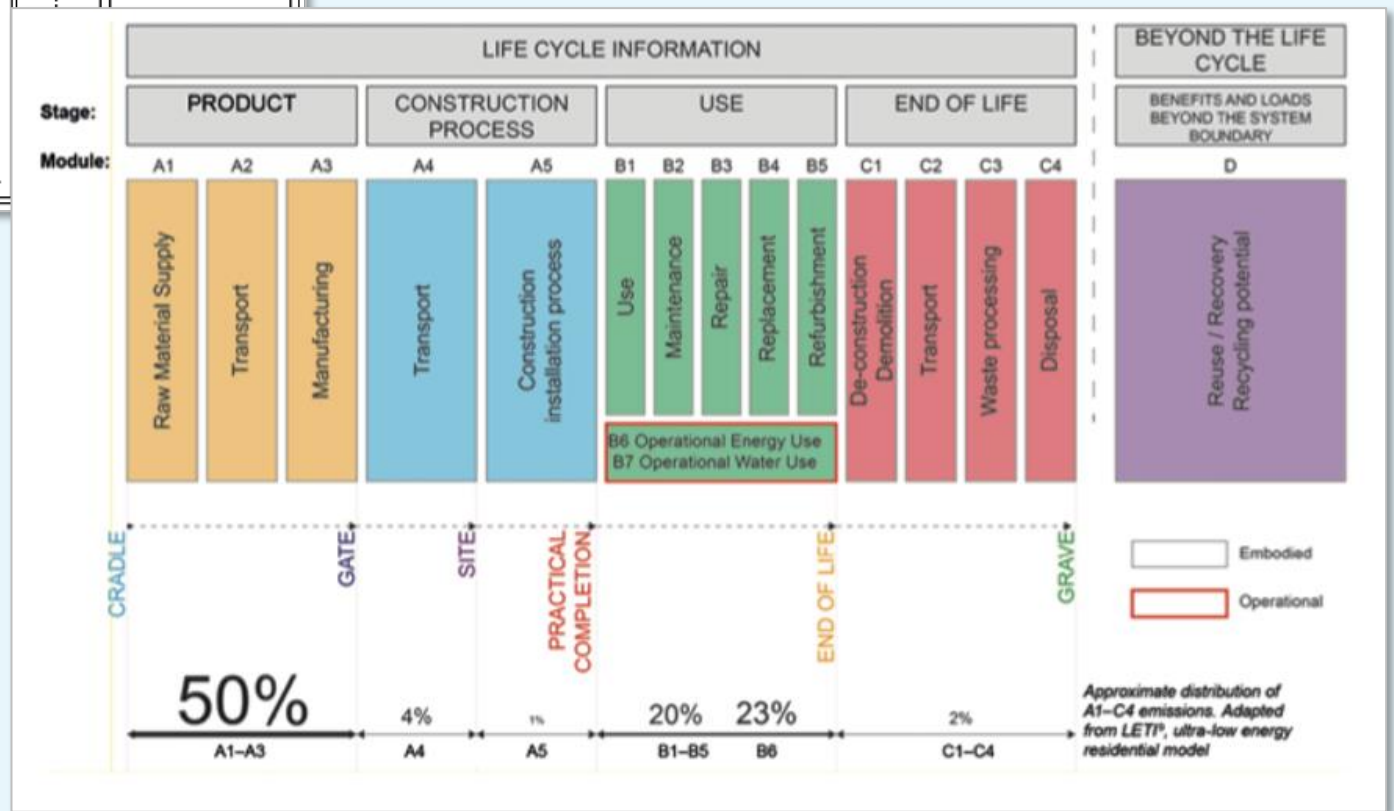 LIFE CYCLE INFORMATION
BEYOND THE LIFE
CYCLE
Stage:
PRODUCT
CONSTRUCTION
PROCESS
USE
END OF LIFE
BENEFITS AND LOADS
BEYOND THE SYSTEM
BOUNDARY
Module:
A1
A2
A3
A4
A5
B1
B2
B3
B4
B5
C1
C2
C3
C4
D
Raw Material Supply
Transport
Manufacturing
Transport
Construction
installation process
Use
Maintenance
Repair
Replacement
Refurbishment
De-construction
Demolition
Transport
Waste processing
Disposal
Reuse / Recovery
Recycling potential
B6 Operational Energy Use
B7 Operational Water Use
CRADLE
GATE
SITE
PRACTICAL
COMPLETION
END OF LIFE
GRAVE
Embodied
Operational
50%
4%
1%
20%
23%
2%
A1–A3
A4
A5
B1–B5
B6
C1–C4
Approximate distribution of
A1–C4 emissions. Adapted
from LETI, ultra-low energy
residential model